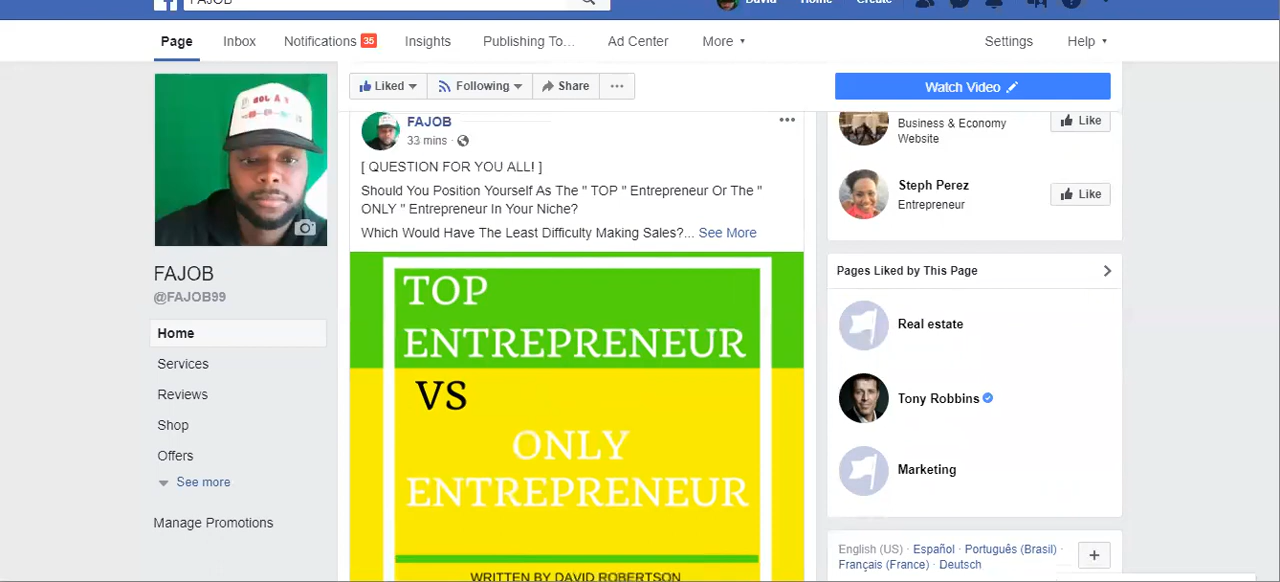 FAJOB
David Home Create
Page Inbox Notifications 35 Insights Publishing To... Ad Center More Settings Help
Liked Following Share ... Watch Video
FAJOB
33 mins ·
[ QUESTION FOR YOU ALL! ]
Should You Position Yourself As The " TOP " Entrepreneur Or The "
ONLY " Entrepreneur In Your Niche?
Which Would Have The Least Difficulty Making Sales?... See More
TOP
ENTREPRENEUR
VS
ONLY
ENTREPRENEUR
WRITTEN BY DAVID ROBERTSON
FAJOB
@FAJOB99
Home
Services
Reviews
Shop
Offers
See more
Manage Promotions
Business & Economy
Website
Like
Steph Perez
Entrepreneur
Like
Pages Liked by This Page
Real estate
Tony Robbins
Marketing
English (US) · Español · Português (Brasil) ·
Français (France) · Deutsch
+